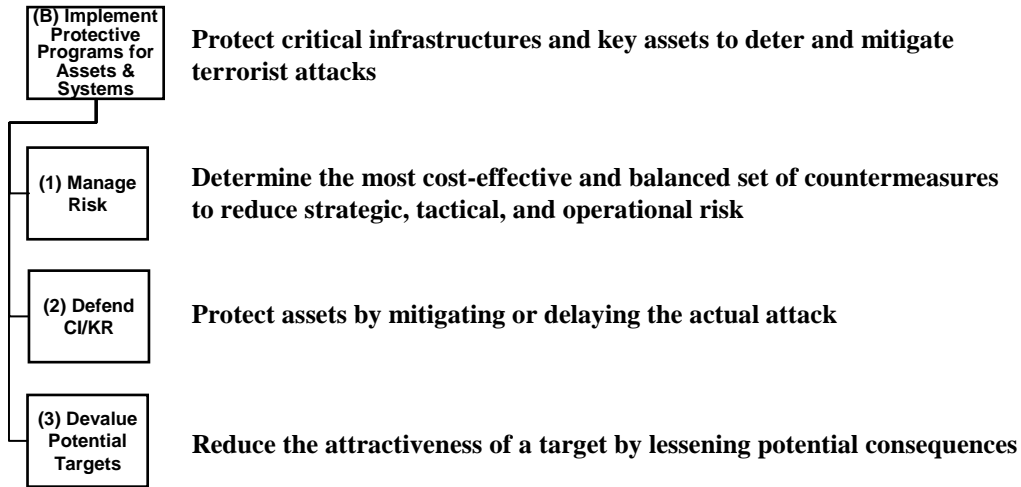 (B) Implement
Protective
Programs for
Assets &
Systems
Protect critical infrastructures and key assets to deter and mitigate
terrorist attacks
(1) Manage
Risk
Determine the most cost-effective and balanced set of countermeasures
to reduce strategic, tactical, and operational risk
(2) Defend
CI/KR
Protect assets by mitigating or delaying the actual attack
(3) Devalue
Potential
Targets
Reduce the attractiveness of a target by lessening potential consequences